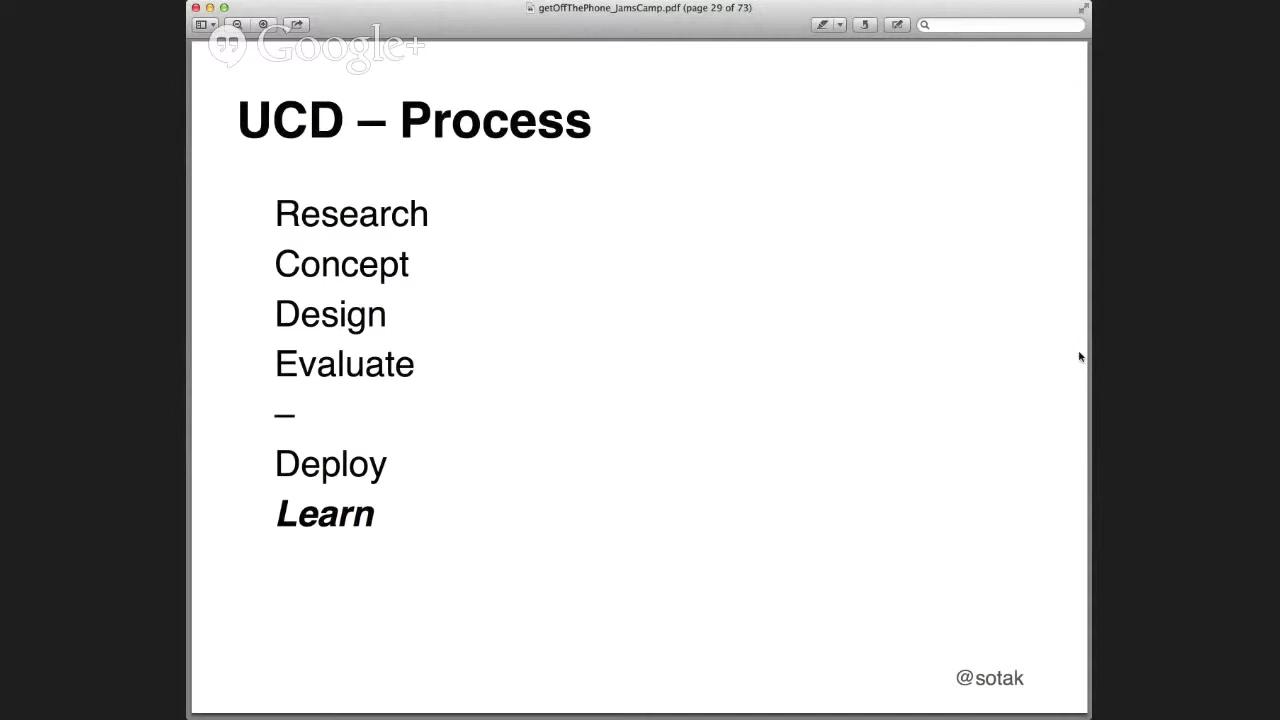 getOffThePhone_JamsCamp.pdf (page 29 of 73)
Google+
UCD – Process
Research
Concept
Design
Evaluate
–
Deploy
Learn
@sotak